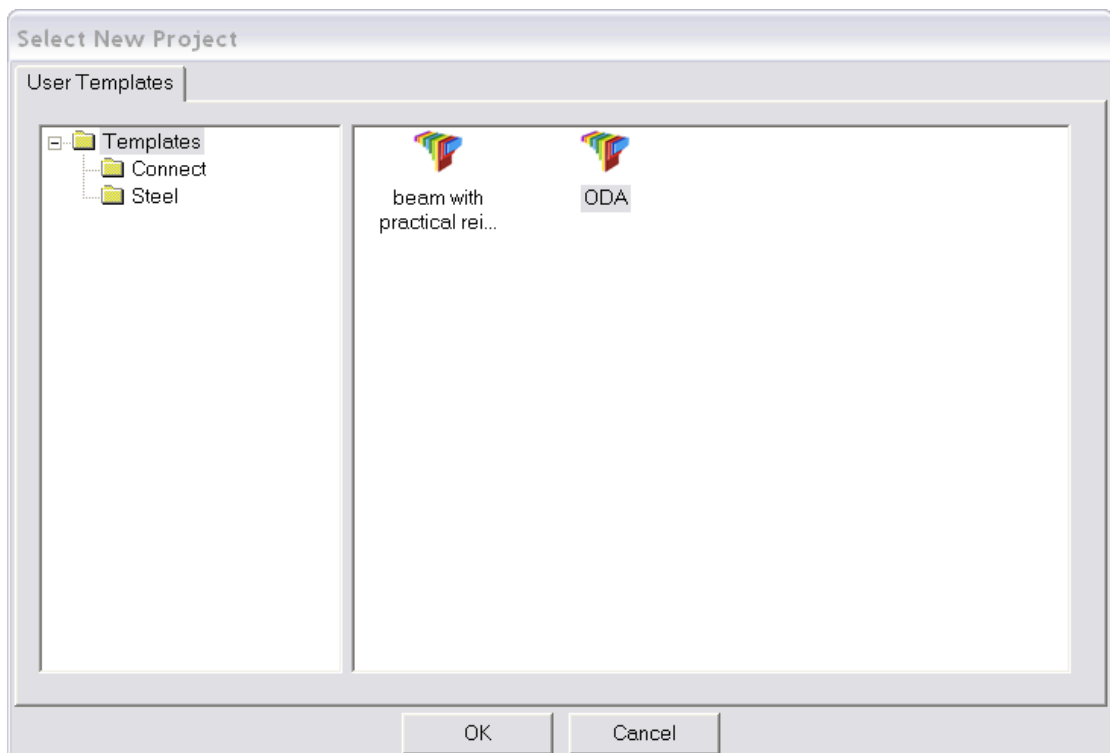 Select New Project
User Templates
Templates
Connect
Steel
beam with
practical rei...
ODA
OK
Cancel